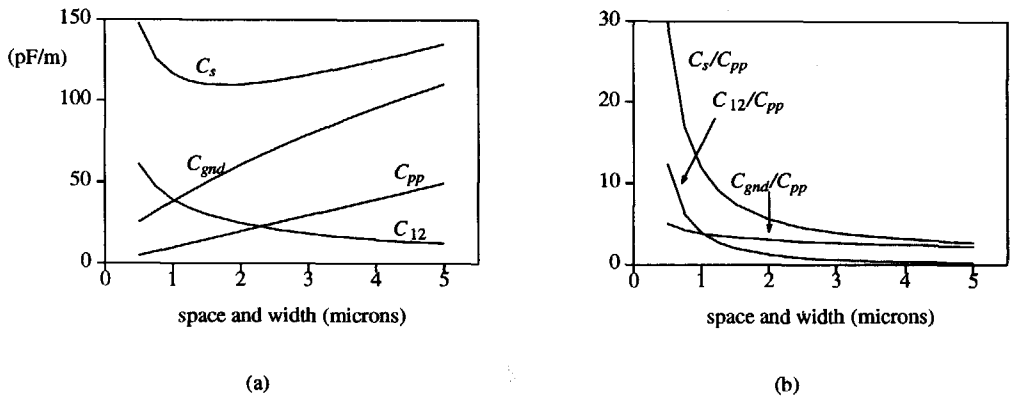 150
(pF/m)
100
50
0
C_s
C_gnd
C_pp
C_12
0 1 2 3 4 5
space and width (microns)
(a)
30
20
10
0
C_s/C_pp
C_12/C_pp
C_gnd/C_pp
0 1 2 3 4 5
space and width (microns)
(b)